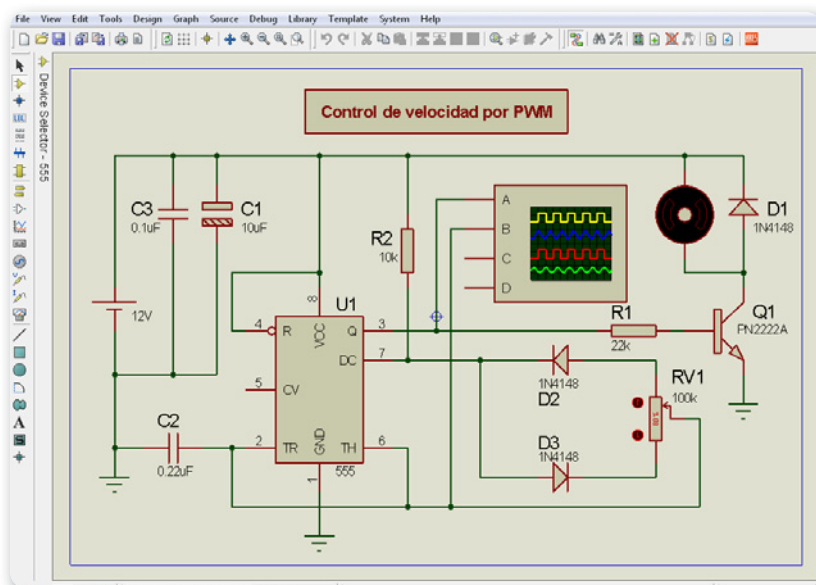 File View Edit Tools Design Graph Source Debug Library Template System Help
Device Selector - 555
LBL
A
S
Control de velocidad por PWM
C3
0.1uF
C1
10uF
R2
10k
A
B
C
D
D1
1N4148
12V
U1
8
4
R
VCC
Q
3
DC
7
5
CV
2
TR
GND
TH
6
1
555
R1
22k
Q1
PN2222A
1N4148
D2
RV1
100k
D3
1N4148
C2
0.22uF